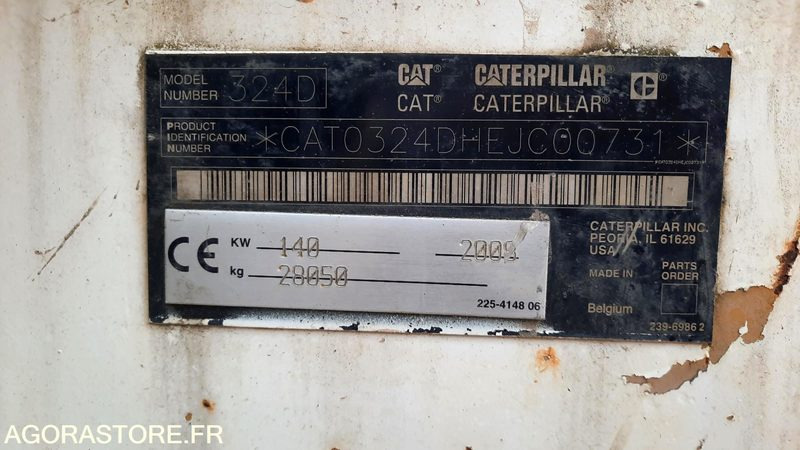 MODEL NUMBER 324D
CAT® CATERPILLAR®
CAT® CATERPILLAR®
PRODUCT IDENTIFICATION NUMBER *CAT0324DHEJC00731*
*CAT0324DHEJC00731*
CE KW 140 2009
kg 28050
225-4148 06
CATERPILLAR INC.
PEORIA, IL 61629
USA
MADE IN PARTS ORDER
Belgium
239-6986 2
AGORASTORE.FR